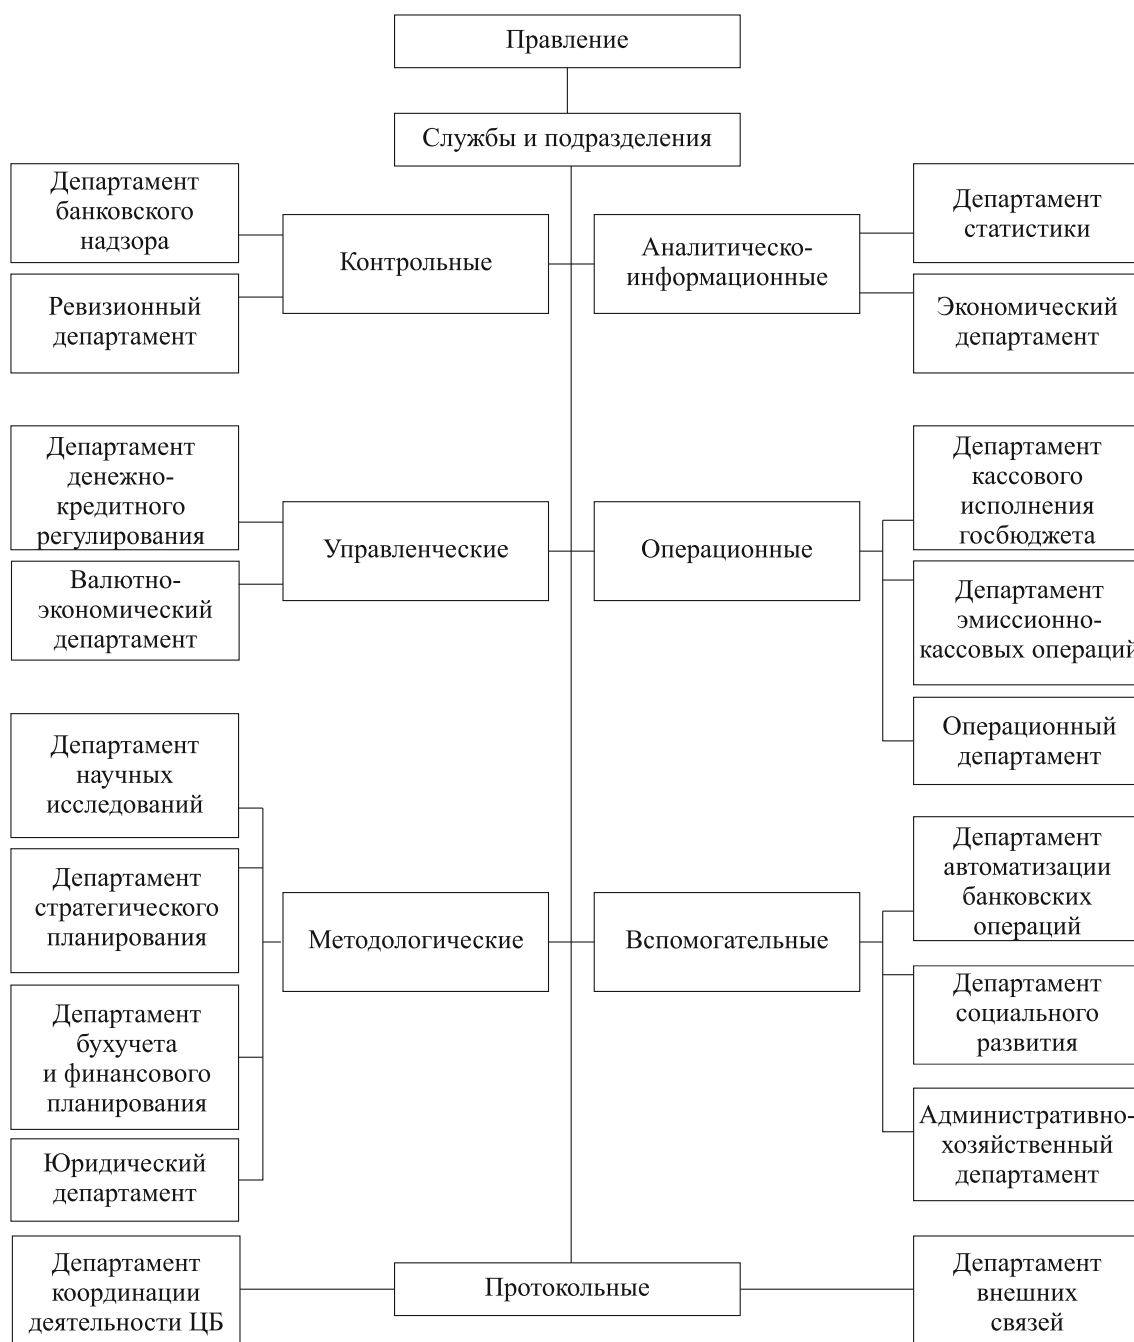 Правление
Службы и подразделения
Департамент
банковского
надзора
Ревизионный
департамент
Контрольные
Аналитическо-
информационные
Департамент
статистики
Экономический
департамент
Департамент
денежно-
кредитного
регулирования
Валютно-
экономический
департамент
Управленческие
Операционные
Департамент
кассового
исполнения
госбюджета
Департамент
эмиссионно-
кассовых операций
Операционный
департамент
Департамент
научных
исследований
Департамент
стратегического
планирования
Департамент
бухучета
и финансового
планирования
Юридический
департамент
Методологические
Вспомогательные
Департамент
автоматизации
банковских
операций
Департамент
социального
развития
Административно-
хозяйственный
департамент
Департамент
координации
деятельности ЦБ
Протокольные
Департамент
внешних
связей